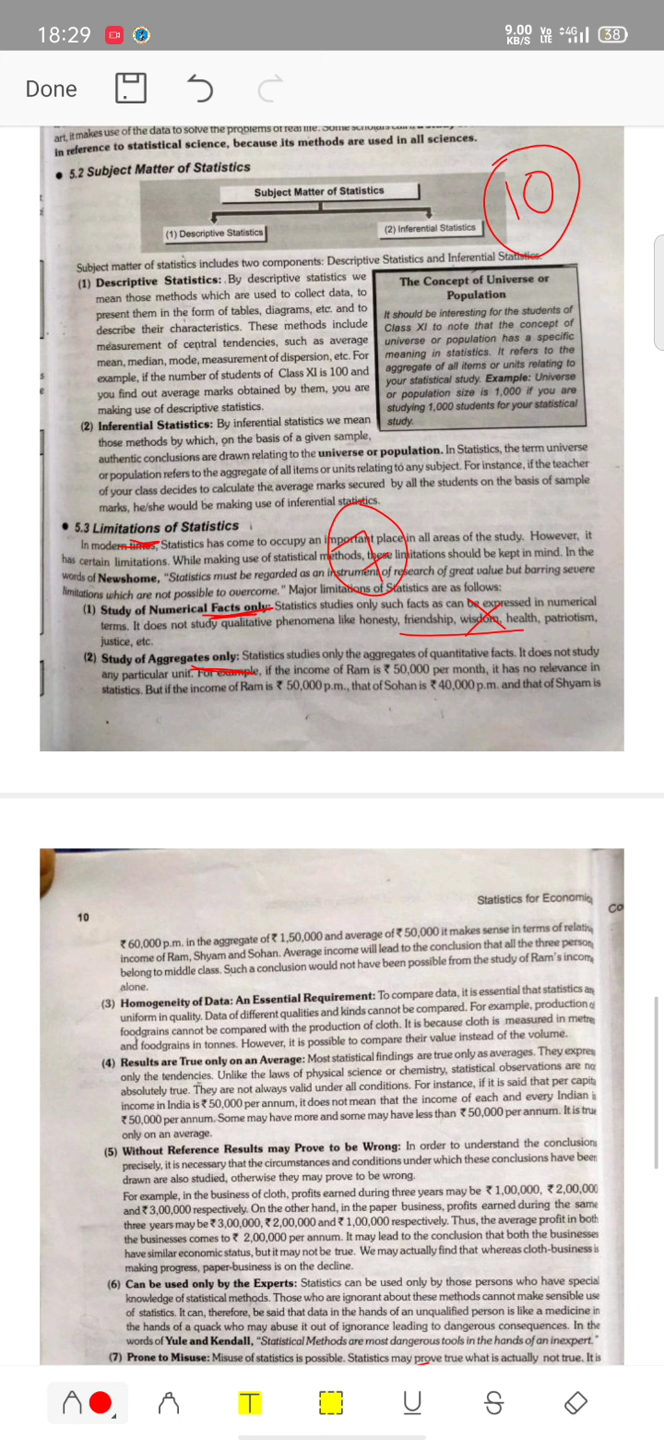 18:29
9.00
KB/S
Vo
LTE
4G
38
Done
art, it makes use of the data to solve the problems of real life. Some scholars call
in reference to statistical science, because its methods are used in all sciences.
• 5.2 Subject Matter of Statistics
10
Subject Matter of Statistics
(1) Descriptive Statistics
(2) Inferential Statistics
Subject matter of statistics includes two components: Descriptive Statistics and Inferential Statistics.
(1) Descriptive Statistics: By descriptive statistics we
mean those methods which are used to collect data, to
present them in the form of tables, diagrams, etc. and to
describe their characteristics. These methods include
measurement of central tendencies, such as average
mean, median, mode, measurement of dispersion, etc. For
example, if the number of students of Class XI is 100 and
you find out average marks obtained by them, you are
making use of descriptive statistics.
The Concept of Universe or
Population
It should be interesting for the students of
Class XI to note that the concept of
universe or population has a specific
meaning in statistics. It refers to the
aggregate of all items or units relating to
your statistical study. Example: Universe
or population size is 1,000 if you are
studying 1,000 students for your statistical
study.
(2) Inferential Statistics: By inferential statistics we mean
those methods by which, on the basis of a given sample,
authentic conclusions are drawn relating to the universe or population. In Statistics, the term universe
or population refers to the aggregate of all items or units relating to any subject. For instance, if the teacher
of your class decides to calculate the average marks secured by all the students on the basis of sample
marks, he/she would be making use of inferential statistics.
• 5.3 Limitations of Statistics
In modern times, Statistics has come to occupy an important place in all areas of the study. However, it
has certain limitations. While making use of statistical methods, these limitations should be kept in mind. In the
words of Newshome, "Statistics must be regarded as an instrument of research of great value but barring severe
limitations which are not possible to overcome." Major limitations of Statistics are as follows:
(1) Study of Numerical Facts only: Statistics studies only such facts as can be expressed in numerical
terms. It does not study qualitative phenomena like honesty, friendship, wisdom, health, patriotism,
justice, etc.
(2) Study of Aggregates only: Statistics studies only the aggregates of quantitative facts. It does not study
any particular unit. For example, if the income of Ram is ₹ 50,000 per month, it has no relevance in
statistics. But if the income of Ram is ₹ 50,000 p.m., that of Sohan is ₹ 40,000 p.m. and that of Shyam is
10
Statistics for Economic
Co
₹ 60,000 p.m. in the aggregate of ₹ 1,50,000 and average of ₹ 50,000 it makes sense in terms of relativ
income of Ram, Shyam and Sohan. Average income will lead to the conclusion that all the three person
belong to middle class. Such a conclusion would not have been possible from the study of Ram's incom
alone.
(3) Homogeneity of Data: An Essential Requirement: To compare data, it is essential that statistics a
uniform in quality. Data of different qualities and kinds cannot be compared. For example, production o
foodgrains cannot be compared with the production of cloth. It is because cloth is measured in metre
and foodgrains in tonnes. However, it is possible to compare their value instead of the volume.
(4) Results are True only on an Average: Most statistical findings are true only as averages. They expres
only the tendencies. Unlike the laws of physical science or chemistry, statistical observations are no
absolutely true. They are not always valid under all conditions. For instance, if it is said that per capita
income in India is ₹ 50,000 per annum, it does not mean that the income of each and every Indian i
₹ 50,000 per annum. Some may have more and some may have less than ₹ 50,000 per annum. It is true
only on an average.
(5) Without Reference Results may Prove to be Wrong: In order to understand the conclusion
precisely, it is necessary that the circumstances and conditions under which these conclusions have been
drawn are also studied, otherwise they may prove to be wrong.
For example, in the business of cloth, profits earned during three years may be ₹ 1,00,000, ₹ 2,00,000
and ₹ 3,00,000 respectively. On the other hand, in the paper business, profits earned during the same
three years may be ₹ 3,00,000, ₹ 2,00,000 and ₹ 1,00,000 respectively. Thus, the average profit in both
the businesses comes to ₹ 2,00,000 per annum. It may lead to the conclusion that both the businesses
have similar economic status, but it may not be true. We may actually find that whereas cloth-business is
making progress, paper-business is on the decline.
(6) Can be used only by the Experts: Statistics can be used only by those persons who have special
knowledge of statistical methods. Those who are ignorant about these methods cannot make sensible use
of statistics. It can, therefore, be said that data in the hands of an unqualified person is like a medicine in
the hands of a quack who may abuse it out of ignorance leading to dangerous consequences. In the
words of Yule and Kendall, "Statistical Methods are most dangerous tools in the hands of an inexpert."
(7) Prone to Misuse: Misuse of statistics is possible. Statistics may prove true what is actually not true. It is
T
U
S